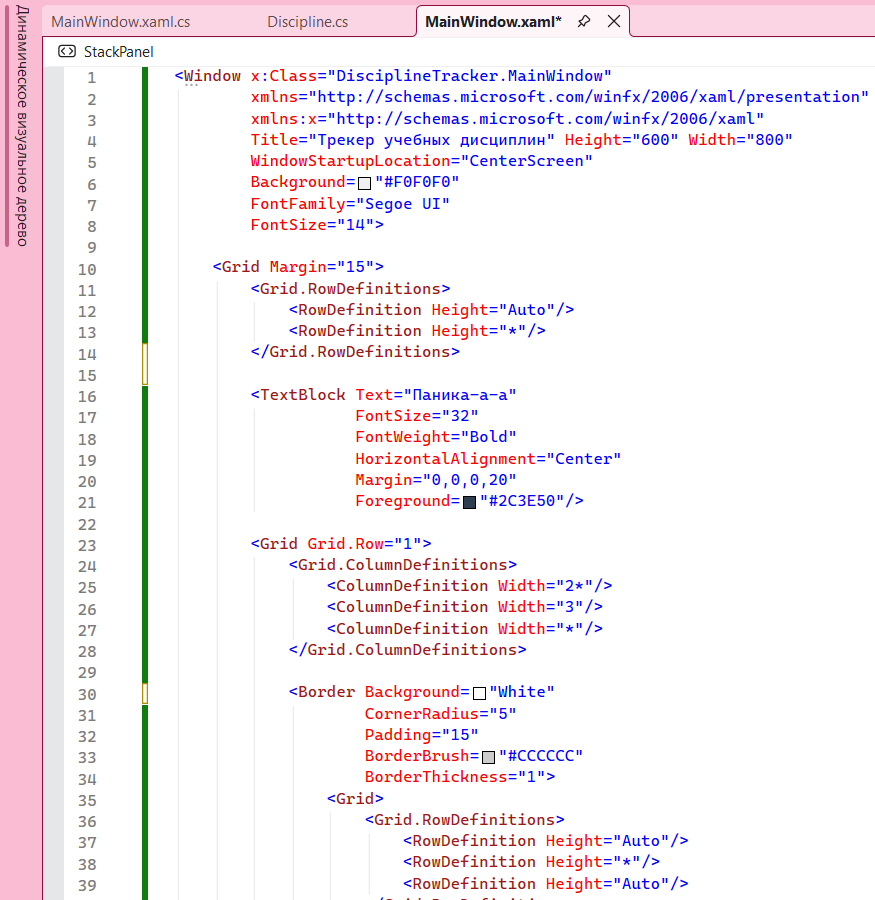 Динамическое визуальное дерево
MainWindow.xaml.cs Discipline.cs MainWindow.xaml*
StackPanel
1 <Window x:Class="DisciplineTracker.MainWindow"
2 xmlns="http://schemas.microsoft.com/winfx/2006/xaml/presentation"
3 xmlns:x="http://schemas.microsoft.com/winfx/2006/xaml"
4 Title="Трекер учебных дисциплин" Height="600" Width="800"
5 WindowStartupLocation="CenterScreen"
6 Background="#F0F0F0"
7 FontFamily="Segoe UI"
8 FontSize="14">
9
10 <Grid Margin="15">
11 <Grid.RowDefinitions>
12 <RowDefinition Height="Auto"/>
13 <RowDefinition Height="*"/>
14 </Grid.RowDefinitions>
15
16 <TextBlock Text="Паника-а-а"
17 FontSize="32"
18 FontWeight="Bold"
19 HorizontalAlignment="Center"
20 Margin="0,0,0,20"
21 Foreground="#2C3E50"/>
22
23 <Grid Grid.Row="1">
24 <Grid.ColumnDefinitions>
25 <ColumnDefinition Width="2*"/>
26 <ColumnDefinition Width="3"/>
27 <ColumnDefinition Width="*"/>
28 </Grid.ColumnDefinitions>
29
30 <Border Background="White"
31 CornerRadius="5"
32 Padding="15"
33 BorderBrush="#CCCCCC"
34 BorderThickness="1">
35 <Grid>
36 <Grid.RowDefinitions>
37 <RowDefinition Height="Auto"/>
38 <RowDefinition Height="*"/>
39 <RowDefinition Height="Auto"/>